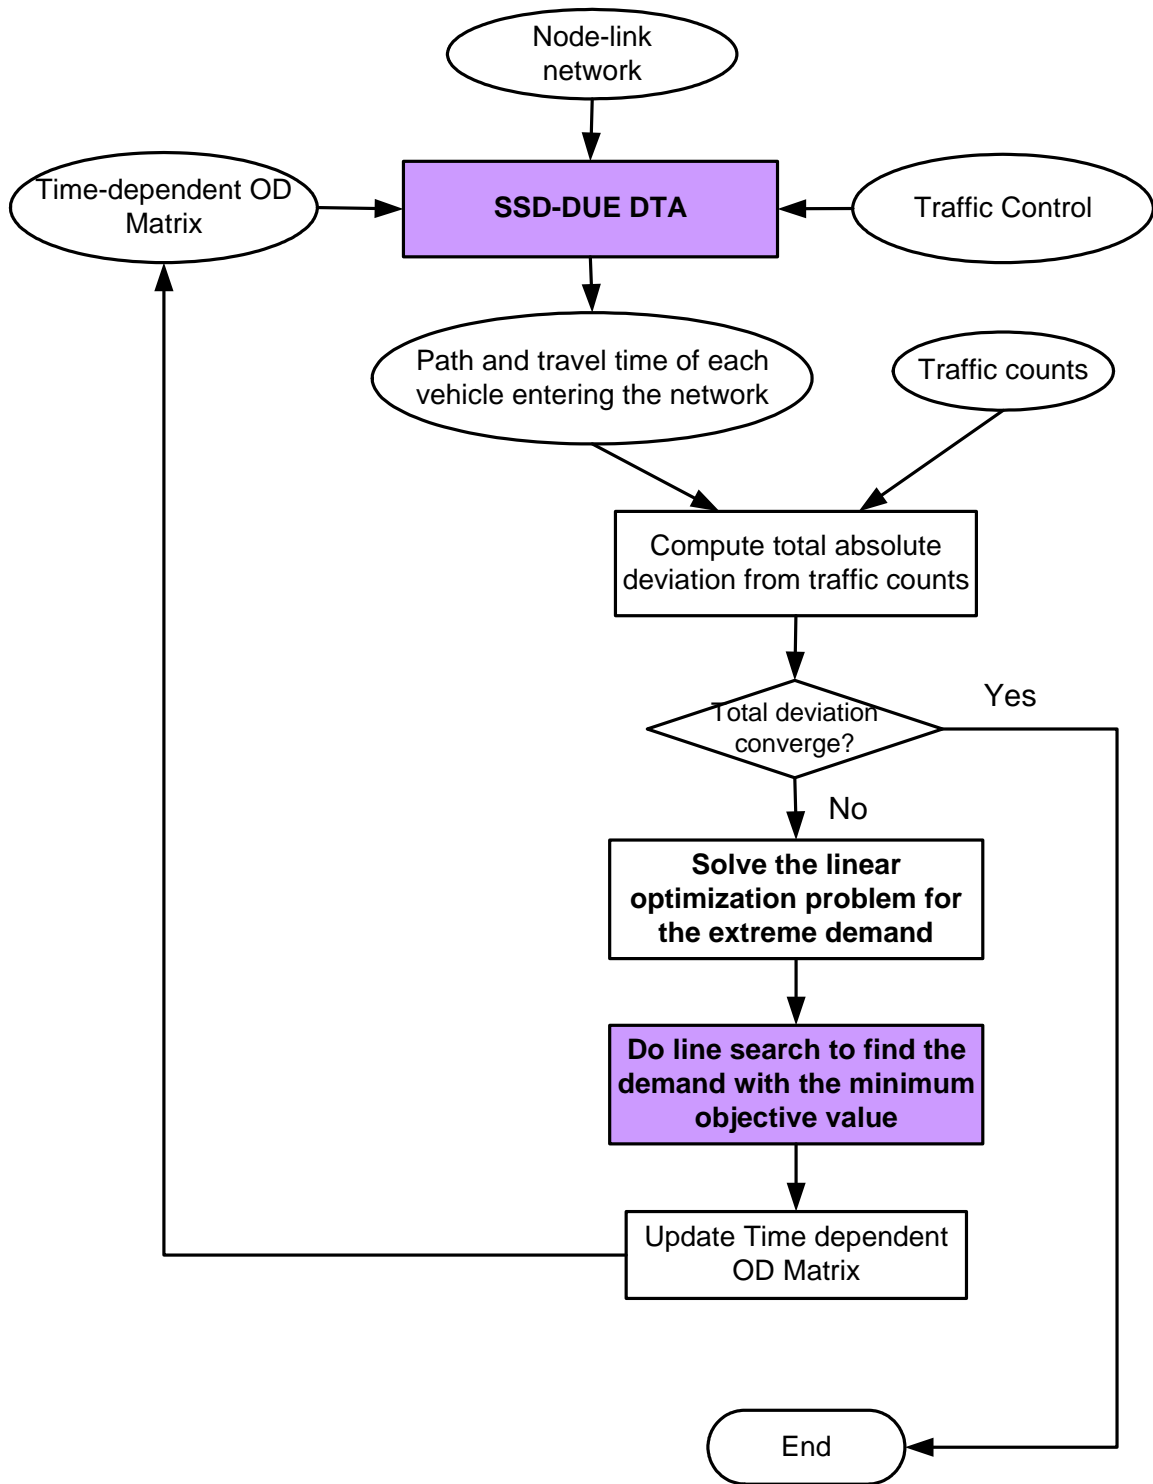 Node-link
network
Time-dependent OD
Matrix
SSD-DUE DTA
Traffic Control
Path and travel time of each
vehicle entering the network
Traffic counts
Compute total absolute
deviation from traffic counts
Total deviation
converge?
Yes
No
Solve the linear
optimization problem for
the extreme demand
Do line search to find the
demand with the minimum
objective value
Update Time dependent
OD Matrix
End